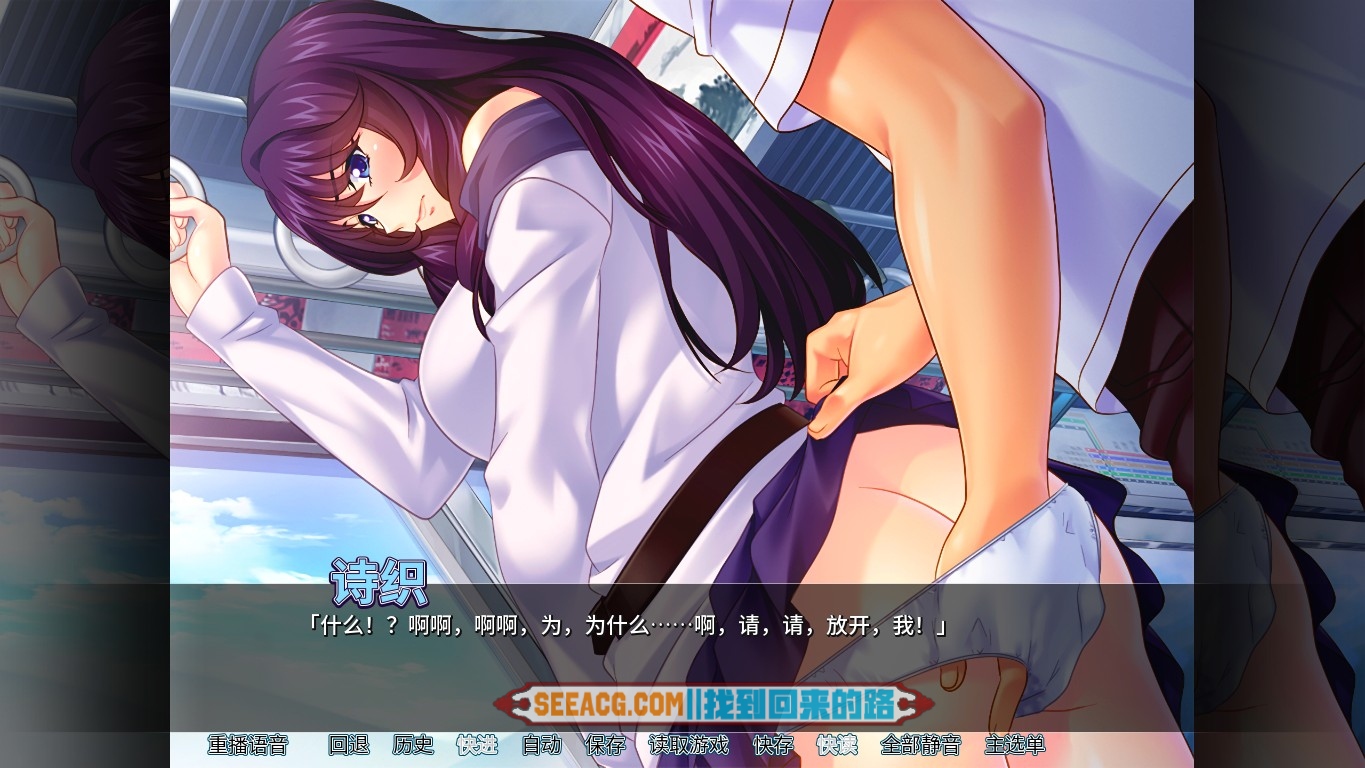 诗织
「什么！？啊啊，啊啊，为，为什么……啊，请，请，放开，我！」
SEEACG.COM||找到回来的路
重播语音 回退 历史 快进 自动 保存 读取游戏 快存 快读 全部静音 主选单